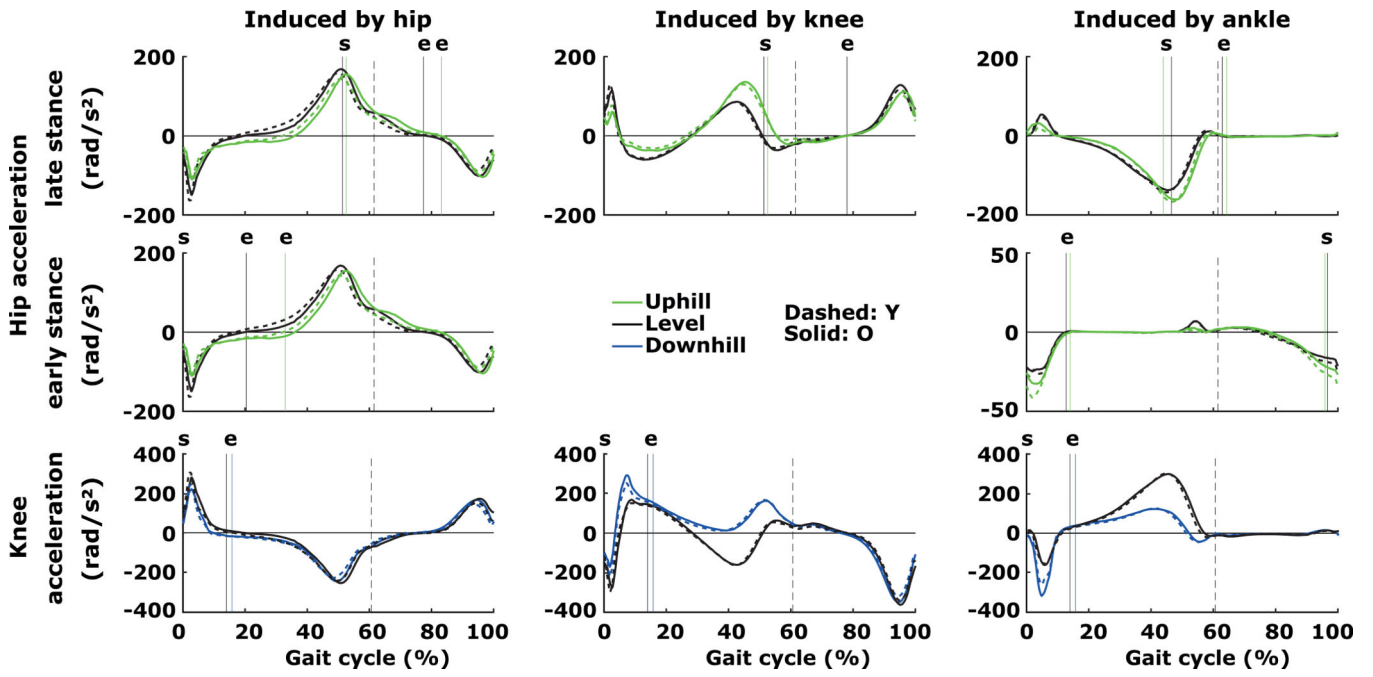 Induced by hip
Induced by knee
Induced by ankle
Hip acceleration
late stance
(rad/s²)
s e e
200
0
-200
s e
200
0
-200
s e
50
0
-200
early stance
(rad/s²)
s e e
200
0
-200
Uphill
Level
Downhill
Dashed: Y
Solid: O
e s
50
0
-50
Knee
acceleration
(rad/s²)
s e
400
200
0
-200
-400
0 20 40 60 80 100
Gait cycle (%)
s e
400
200
0
-200
-400
0 20 40 60 80 100
Gait cycle (%)
s e
400
200
0
-200
-400
0 20 40 60 80 100
Gait cycle (%)